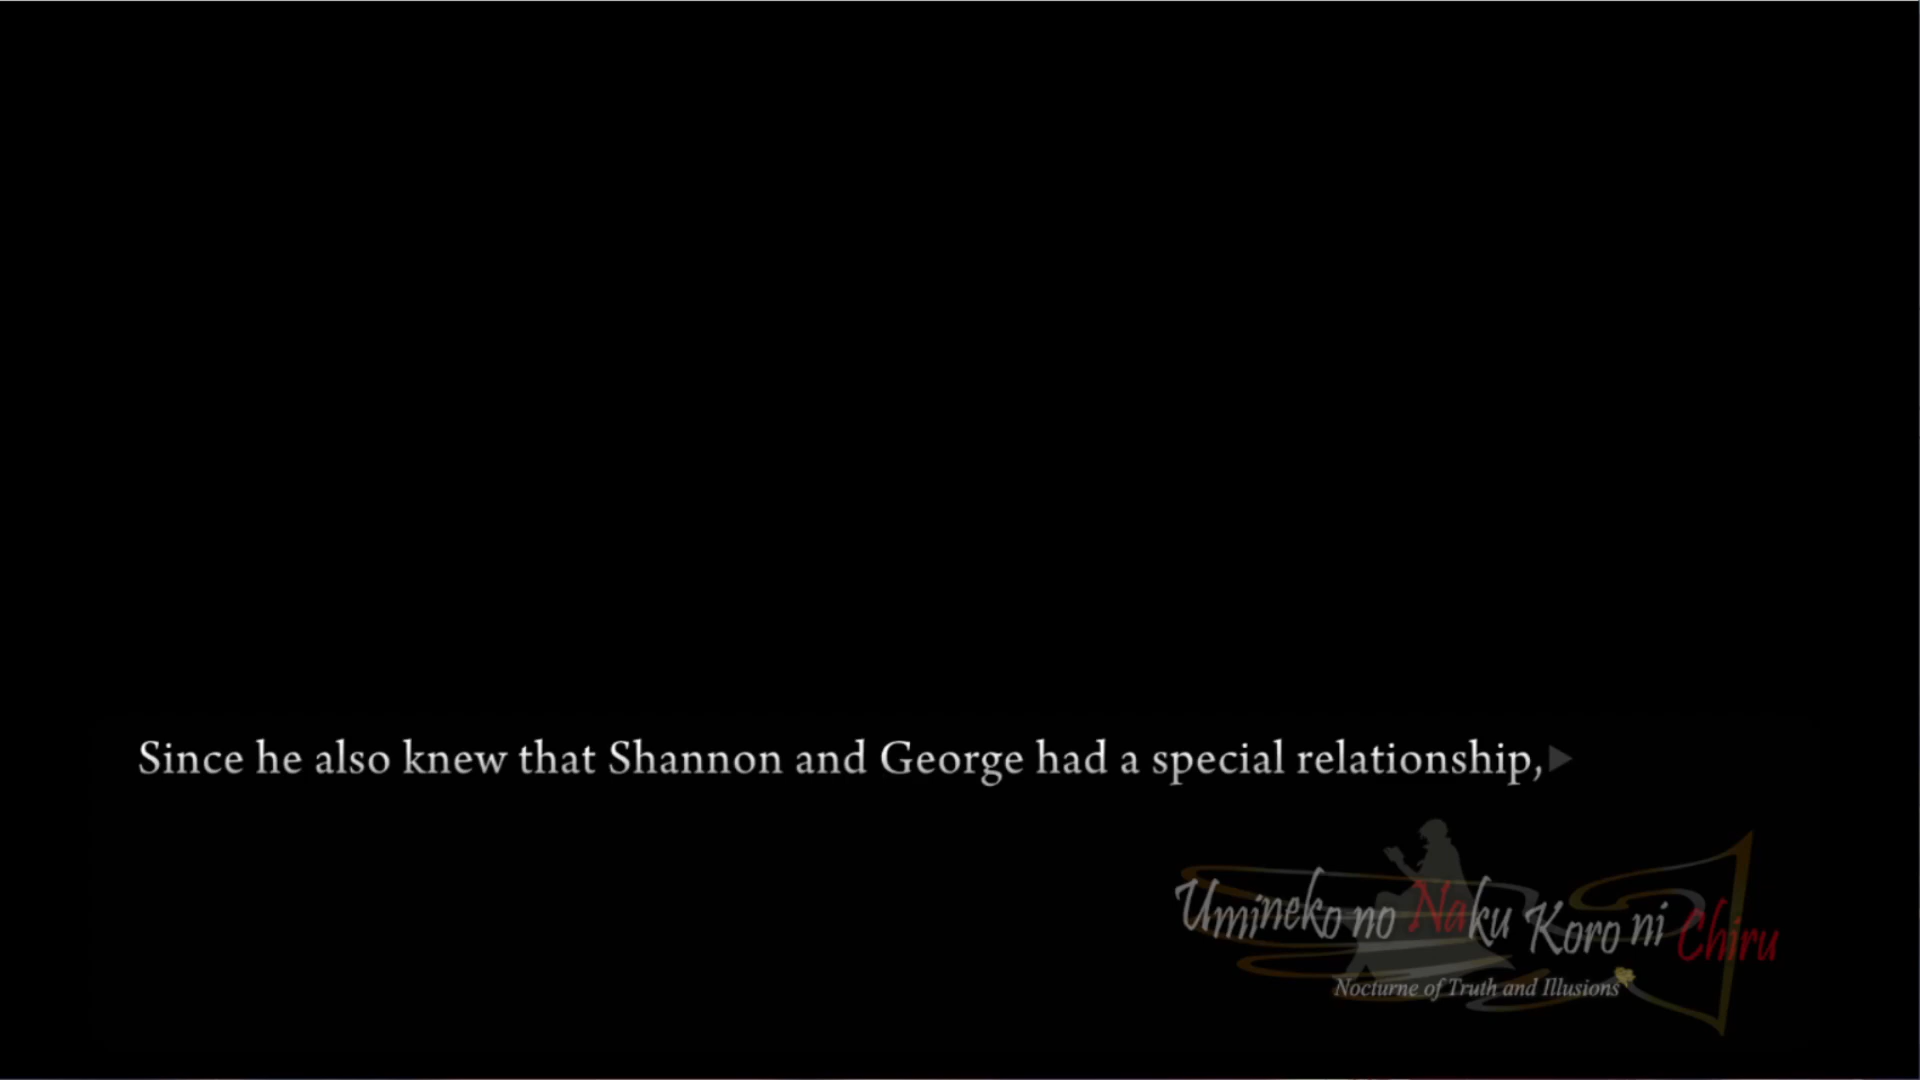 Since he also knew that Shannon and George had a special relationship,
Umineko no Naku Koro ni Chiru
Nocturne of Truth and Illusions